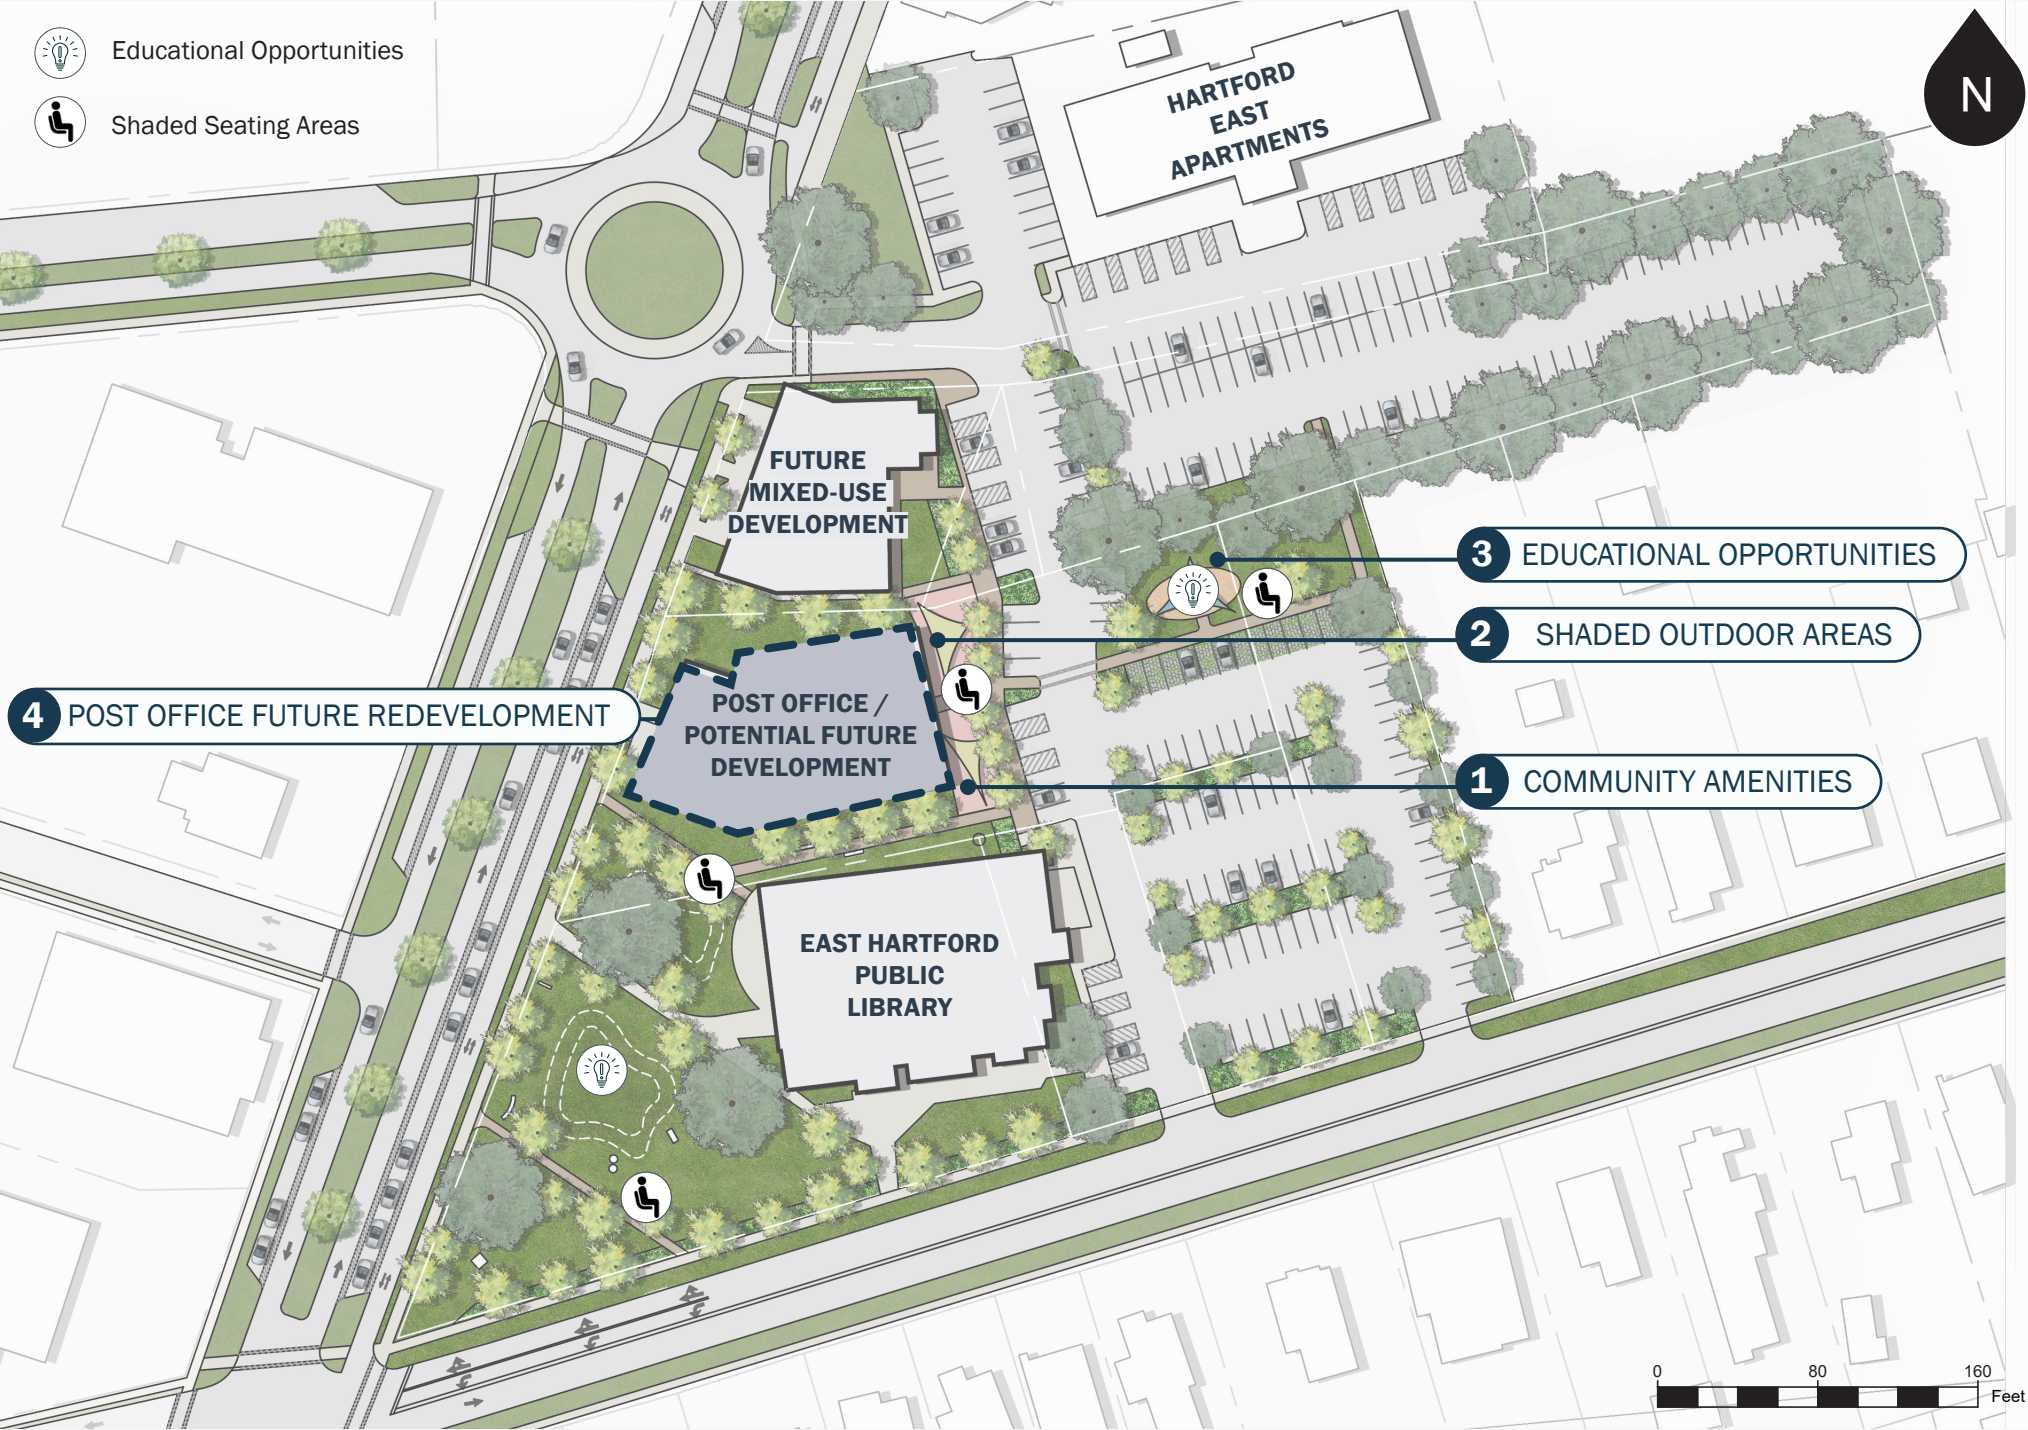 Educational Opportunities
Shaded Seating Areas
N
HARTFORD
EAST
APARTMENTS
FUTURE
MIXED-USE
DEVELOPMENT
3 EDUCATIONAL OPPORTUNITIES
2 SHADED OUTDOOR AREAS
4 POST OFFICE FUTURE REDEVELOPMENT
POST OFFICE /
POTENTIAL FUTURE
DEVELOPMENT
1 COMMUNITY AMENITIES
EAST HARTFORD
PUBLIC
LIBRARY
0 80 160
Feet